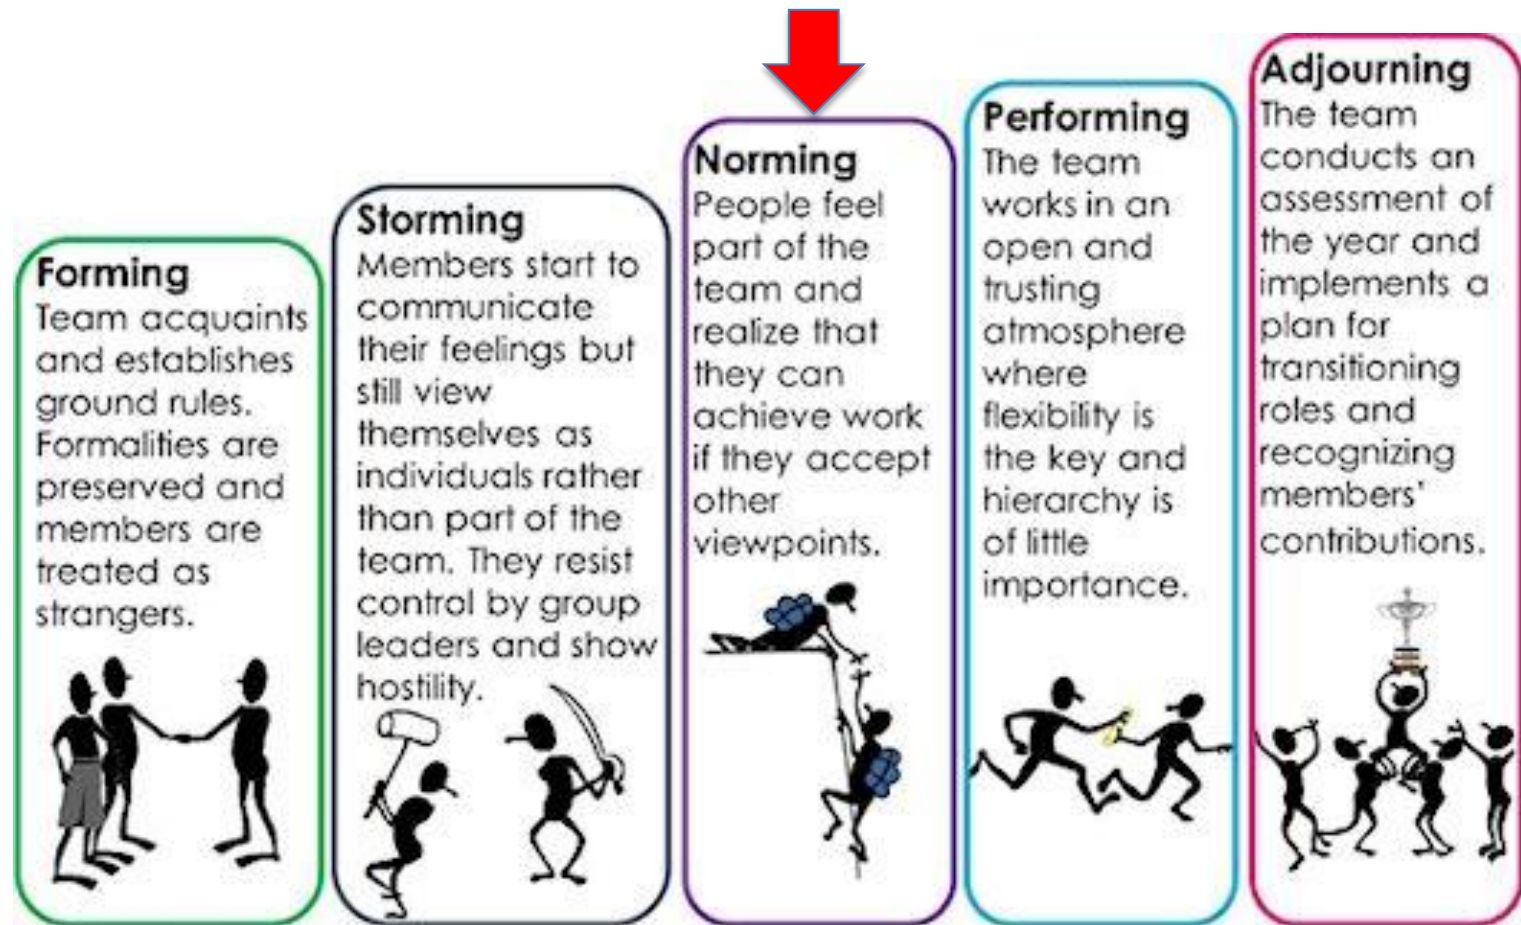 Forming
Team acquaints
and establishes
ground rules.
Formalities are
preserved and
members are
treated as
strangers.
Storming
Members start to
communicate
their feelings but
still view
themselves as
individuals rather
than part of the
team. They resist
control by group
leaders and show
hostility.
Norming
People feel
part of the
team and
realize that
they can
achieve work
if they accept
other
viewpoints.
Performing
The team
works in an
open and
trusting
atmosphere
where
flexibility is
the key and
hierarchy is
of little
importance.
Adjourning
The team
conducts an
assessment of
the year and
implements a
plan for
transitioning
roles and
recognizing
members'
contributions.